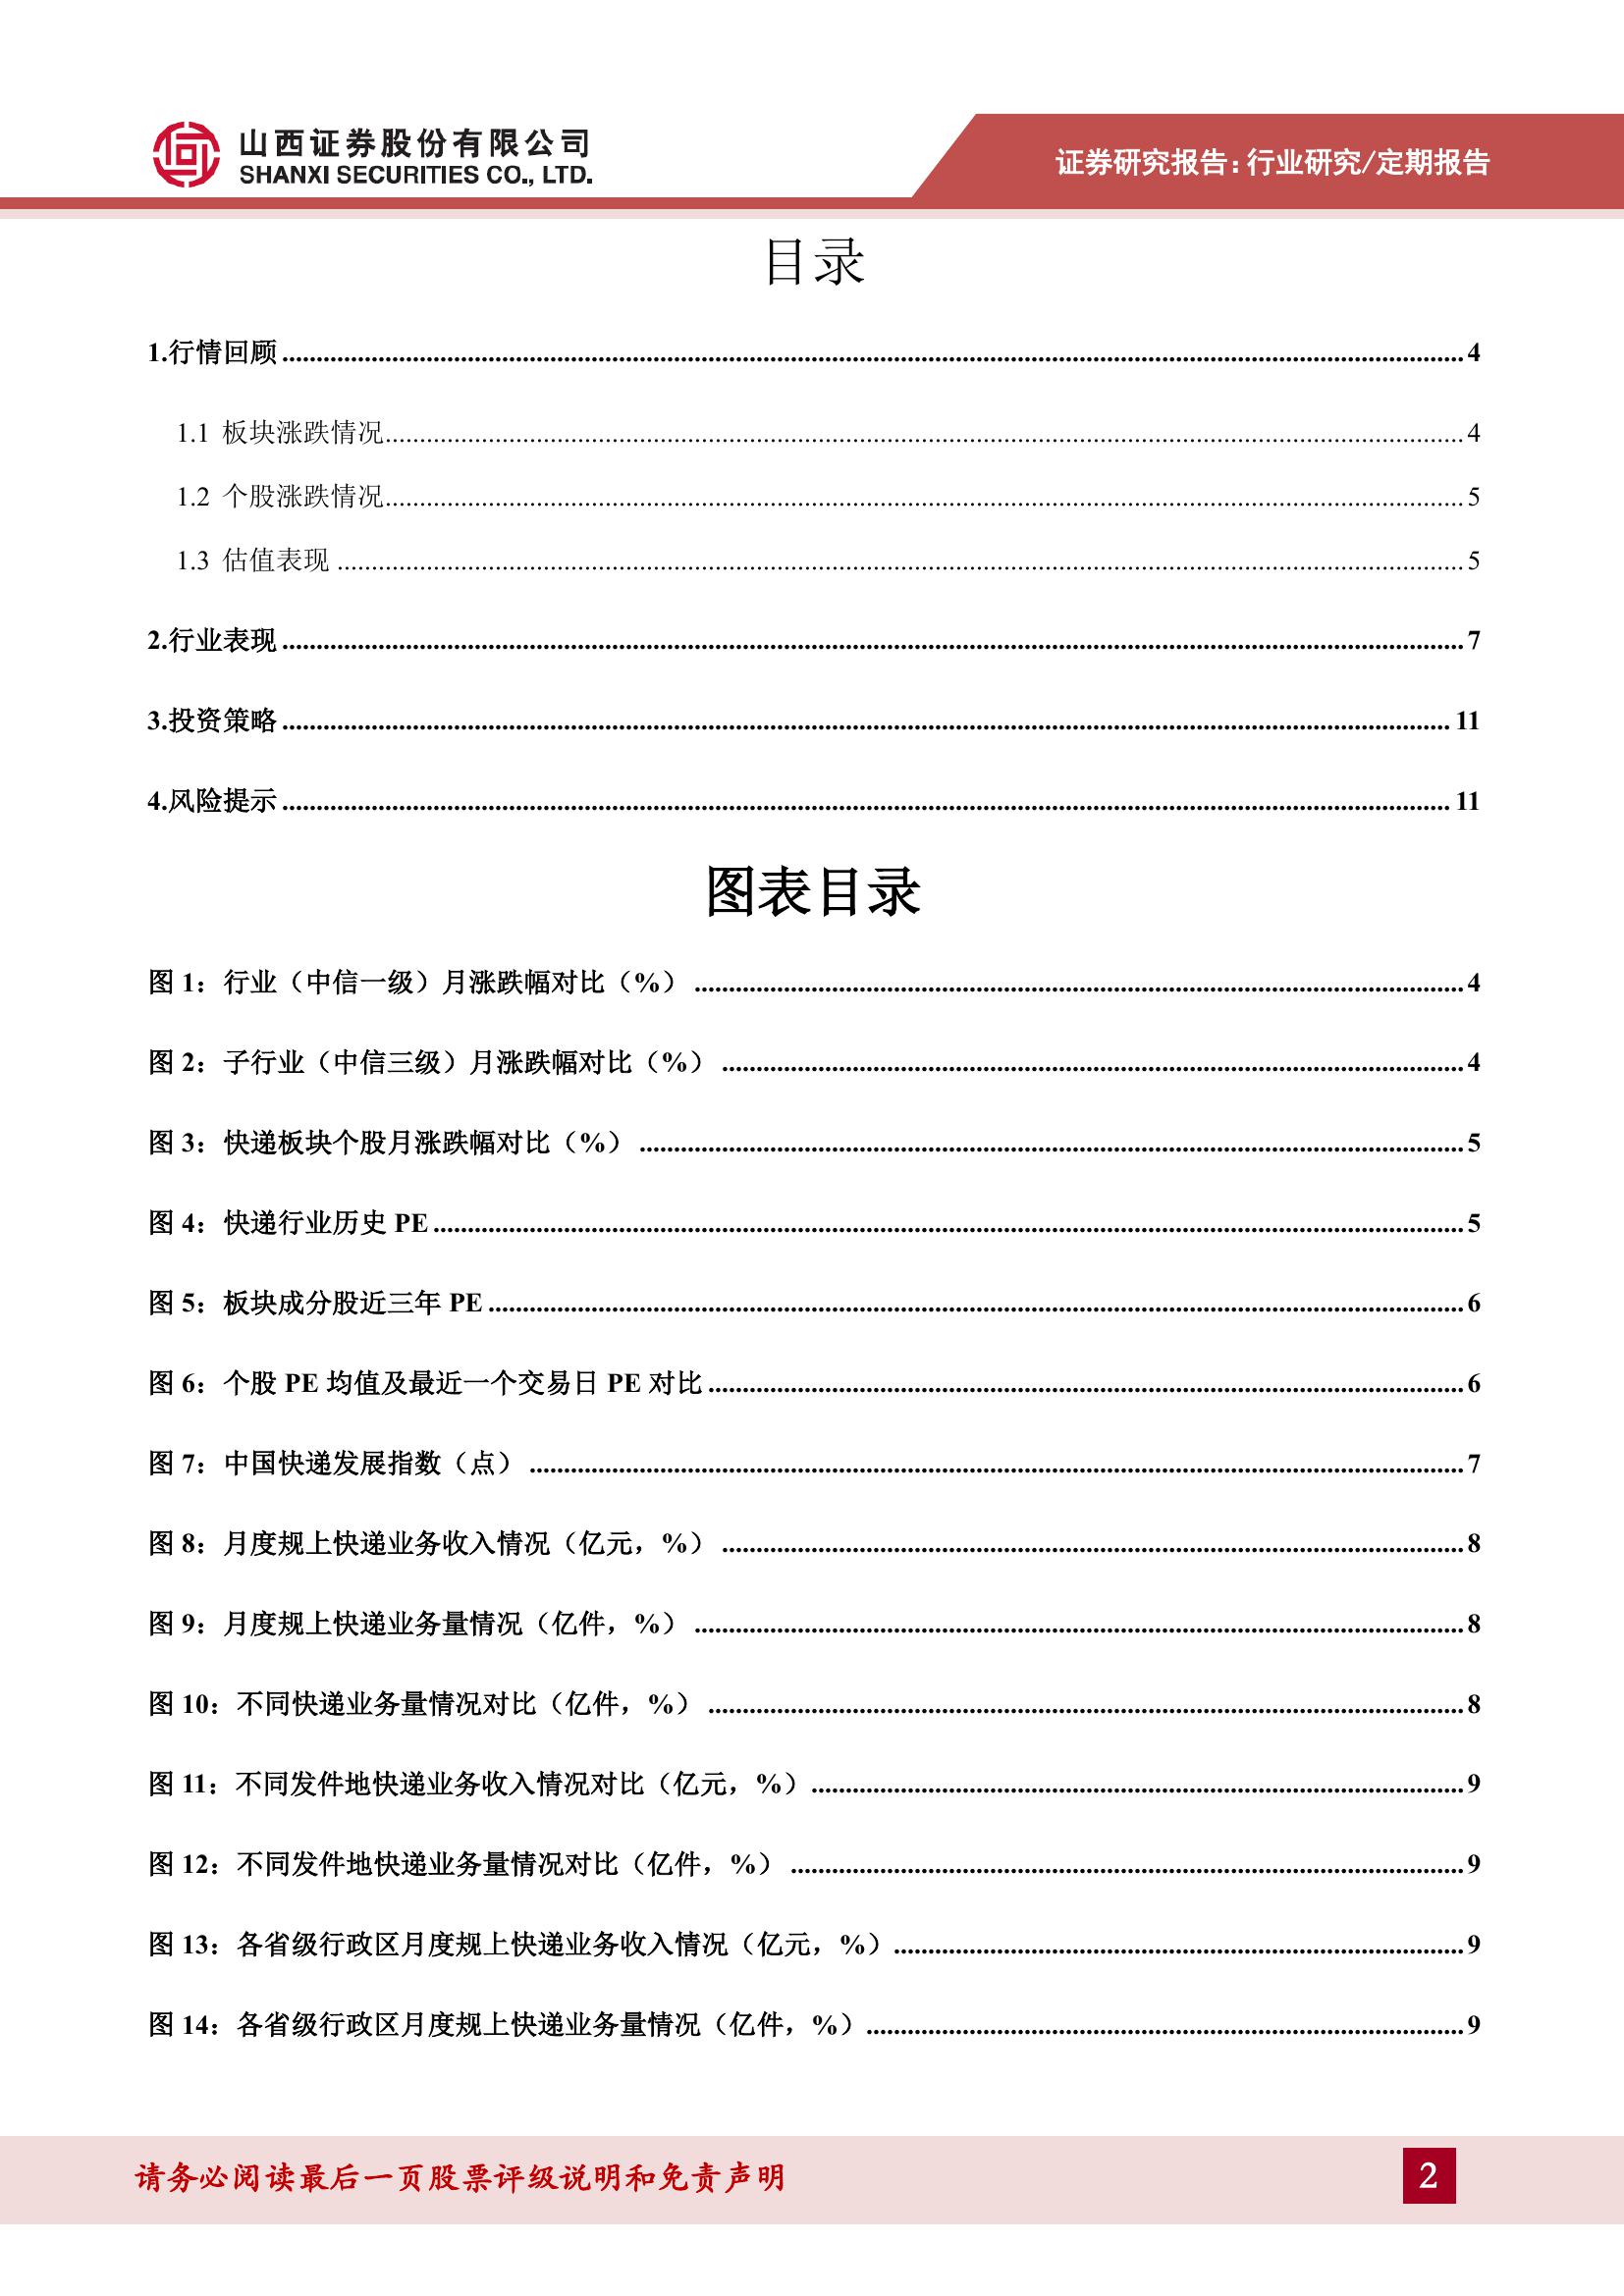 山西证券股份有限公司
SHANXI SECURITIES CO., LTD.
证券研究报告：行业研究/定期报告
目录
1.行情回顾 4
1.1 板块涨跌情况 4
1.2 个股涨跌情况 5
1.3 估值表现 5
2.行业表现 7
3.投资策略 11
4.风险提示 11
图表目录
图 1：行业（中信一级）月涨跌幅对比（%） 4
图 2：子行业（中信三级）月涨跌幅对比（%） 4
图 3：快递板块个股月涨跌幅对比（%） 5
图 4：快递行业历史 PE 5
图 5：板块成分股近三年 PE 6
图 6：个股 PE 均值及最近一个交易日 PE 对比 6
图 7：中国快递发展指数（点） 7
图 8：月度规上快递业务收入情况（亿元，%） 8
图 9：月度规上快递业务量情况（亿件，%） 8
图 10：不同快递业务量情况对比（亿件，%） 8
图 11：不同发件地快递业务收入情况对比（亿元，%） 9
图 12：不同发件地快递业务量情况对比（亿件，%） 9
图 13：各省级行政区月度规上快递业务收入情况（亿元，%） 9
图 14：各省级行政区月度规上快递业务量情况（亿件，%） 9
请务必阅读最后一页股票评级说明和免责声明
2